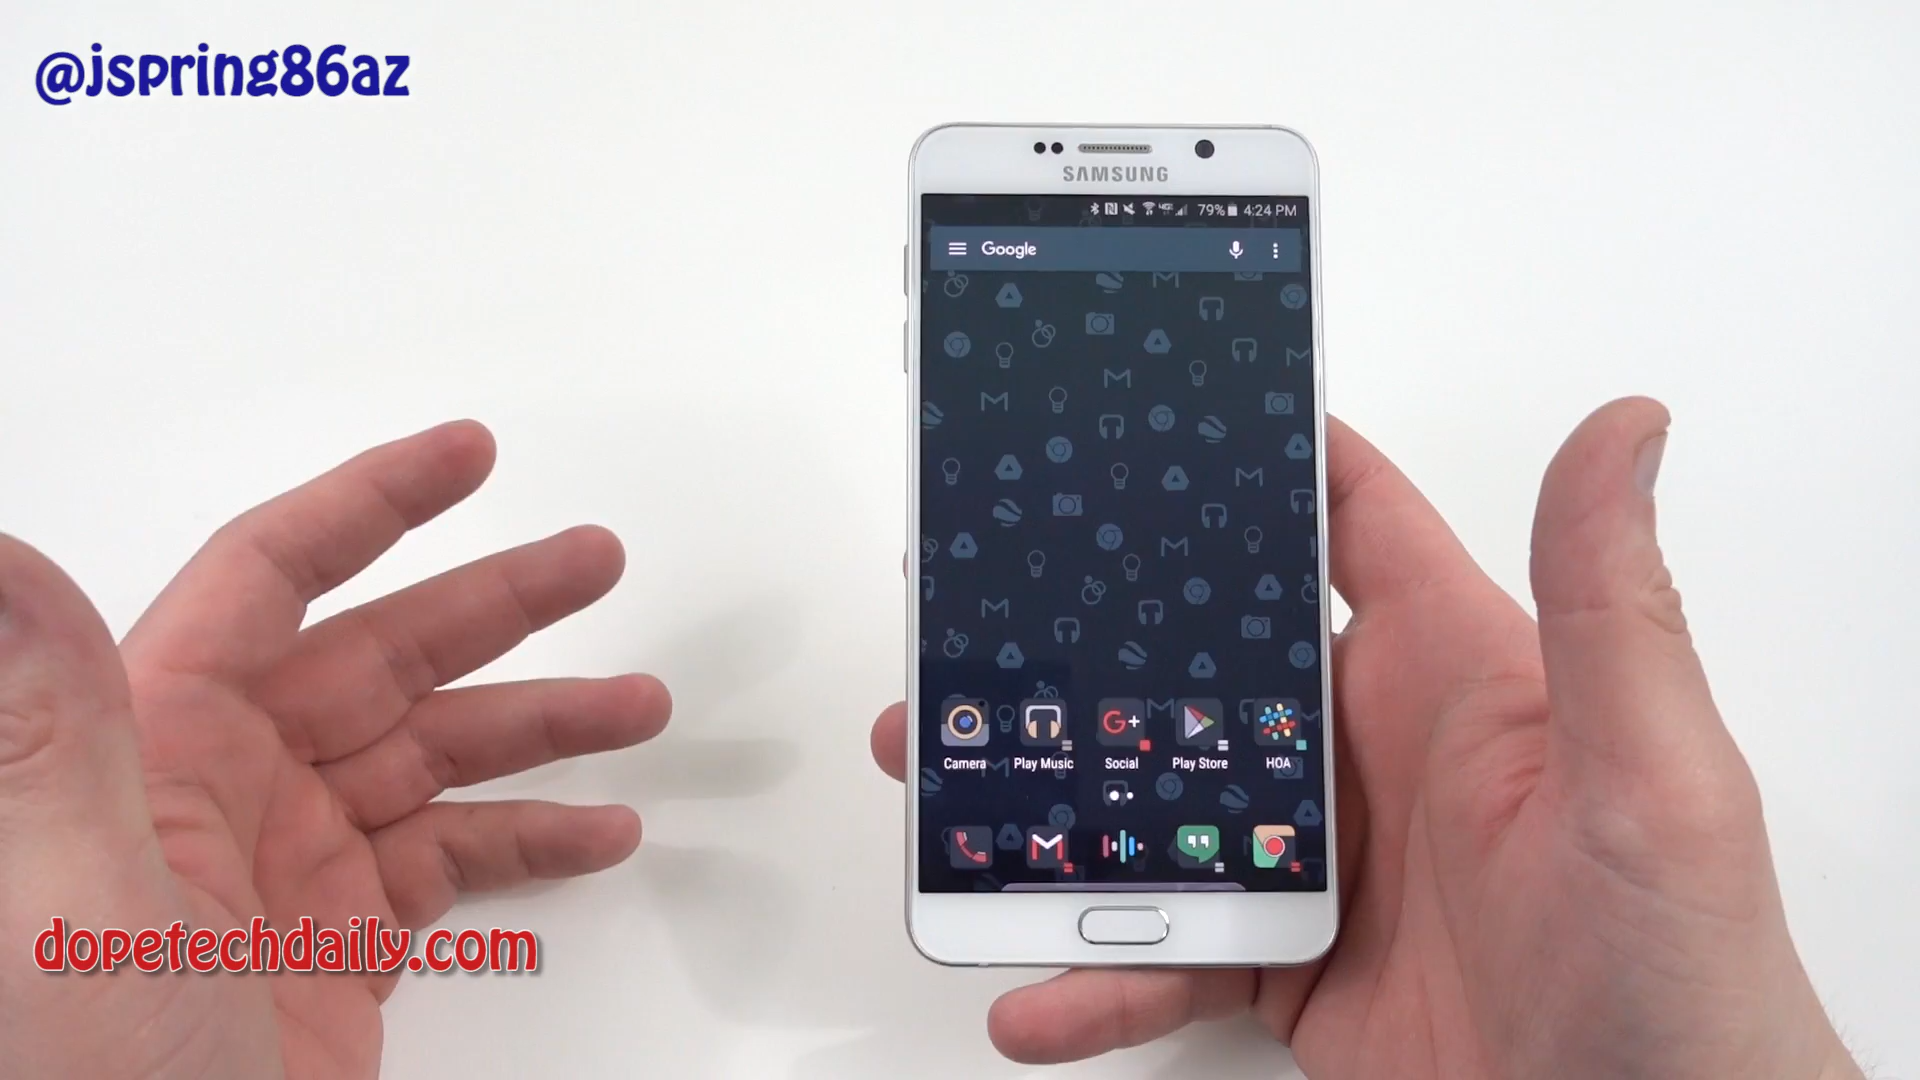 @jspring86az
SAMSUNG
79% 4:24 PM
Google
G+
Camera Play Music Social Play Store HOA
dopetechdaily.com